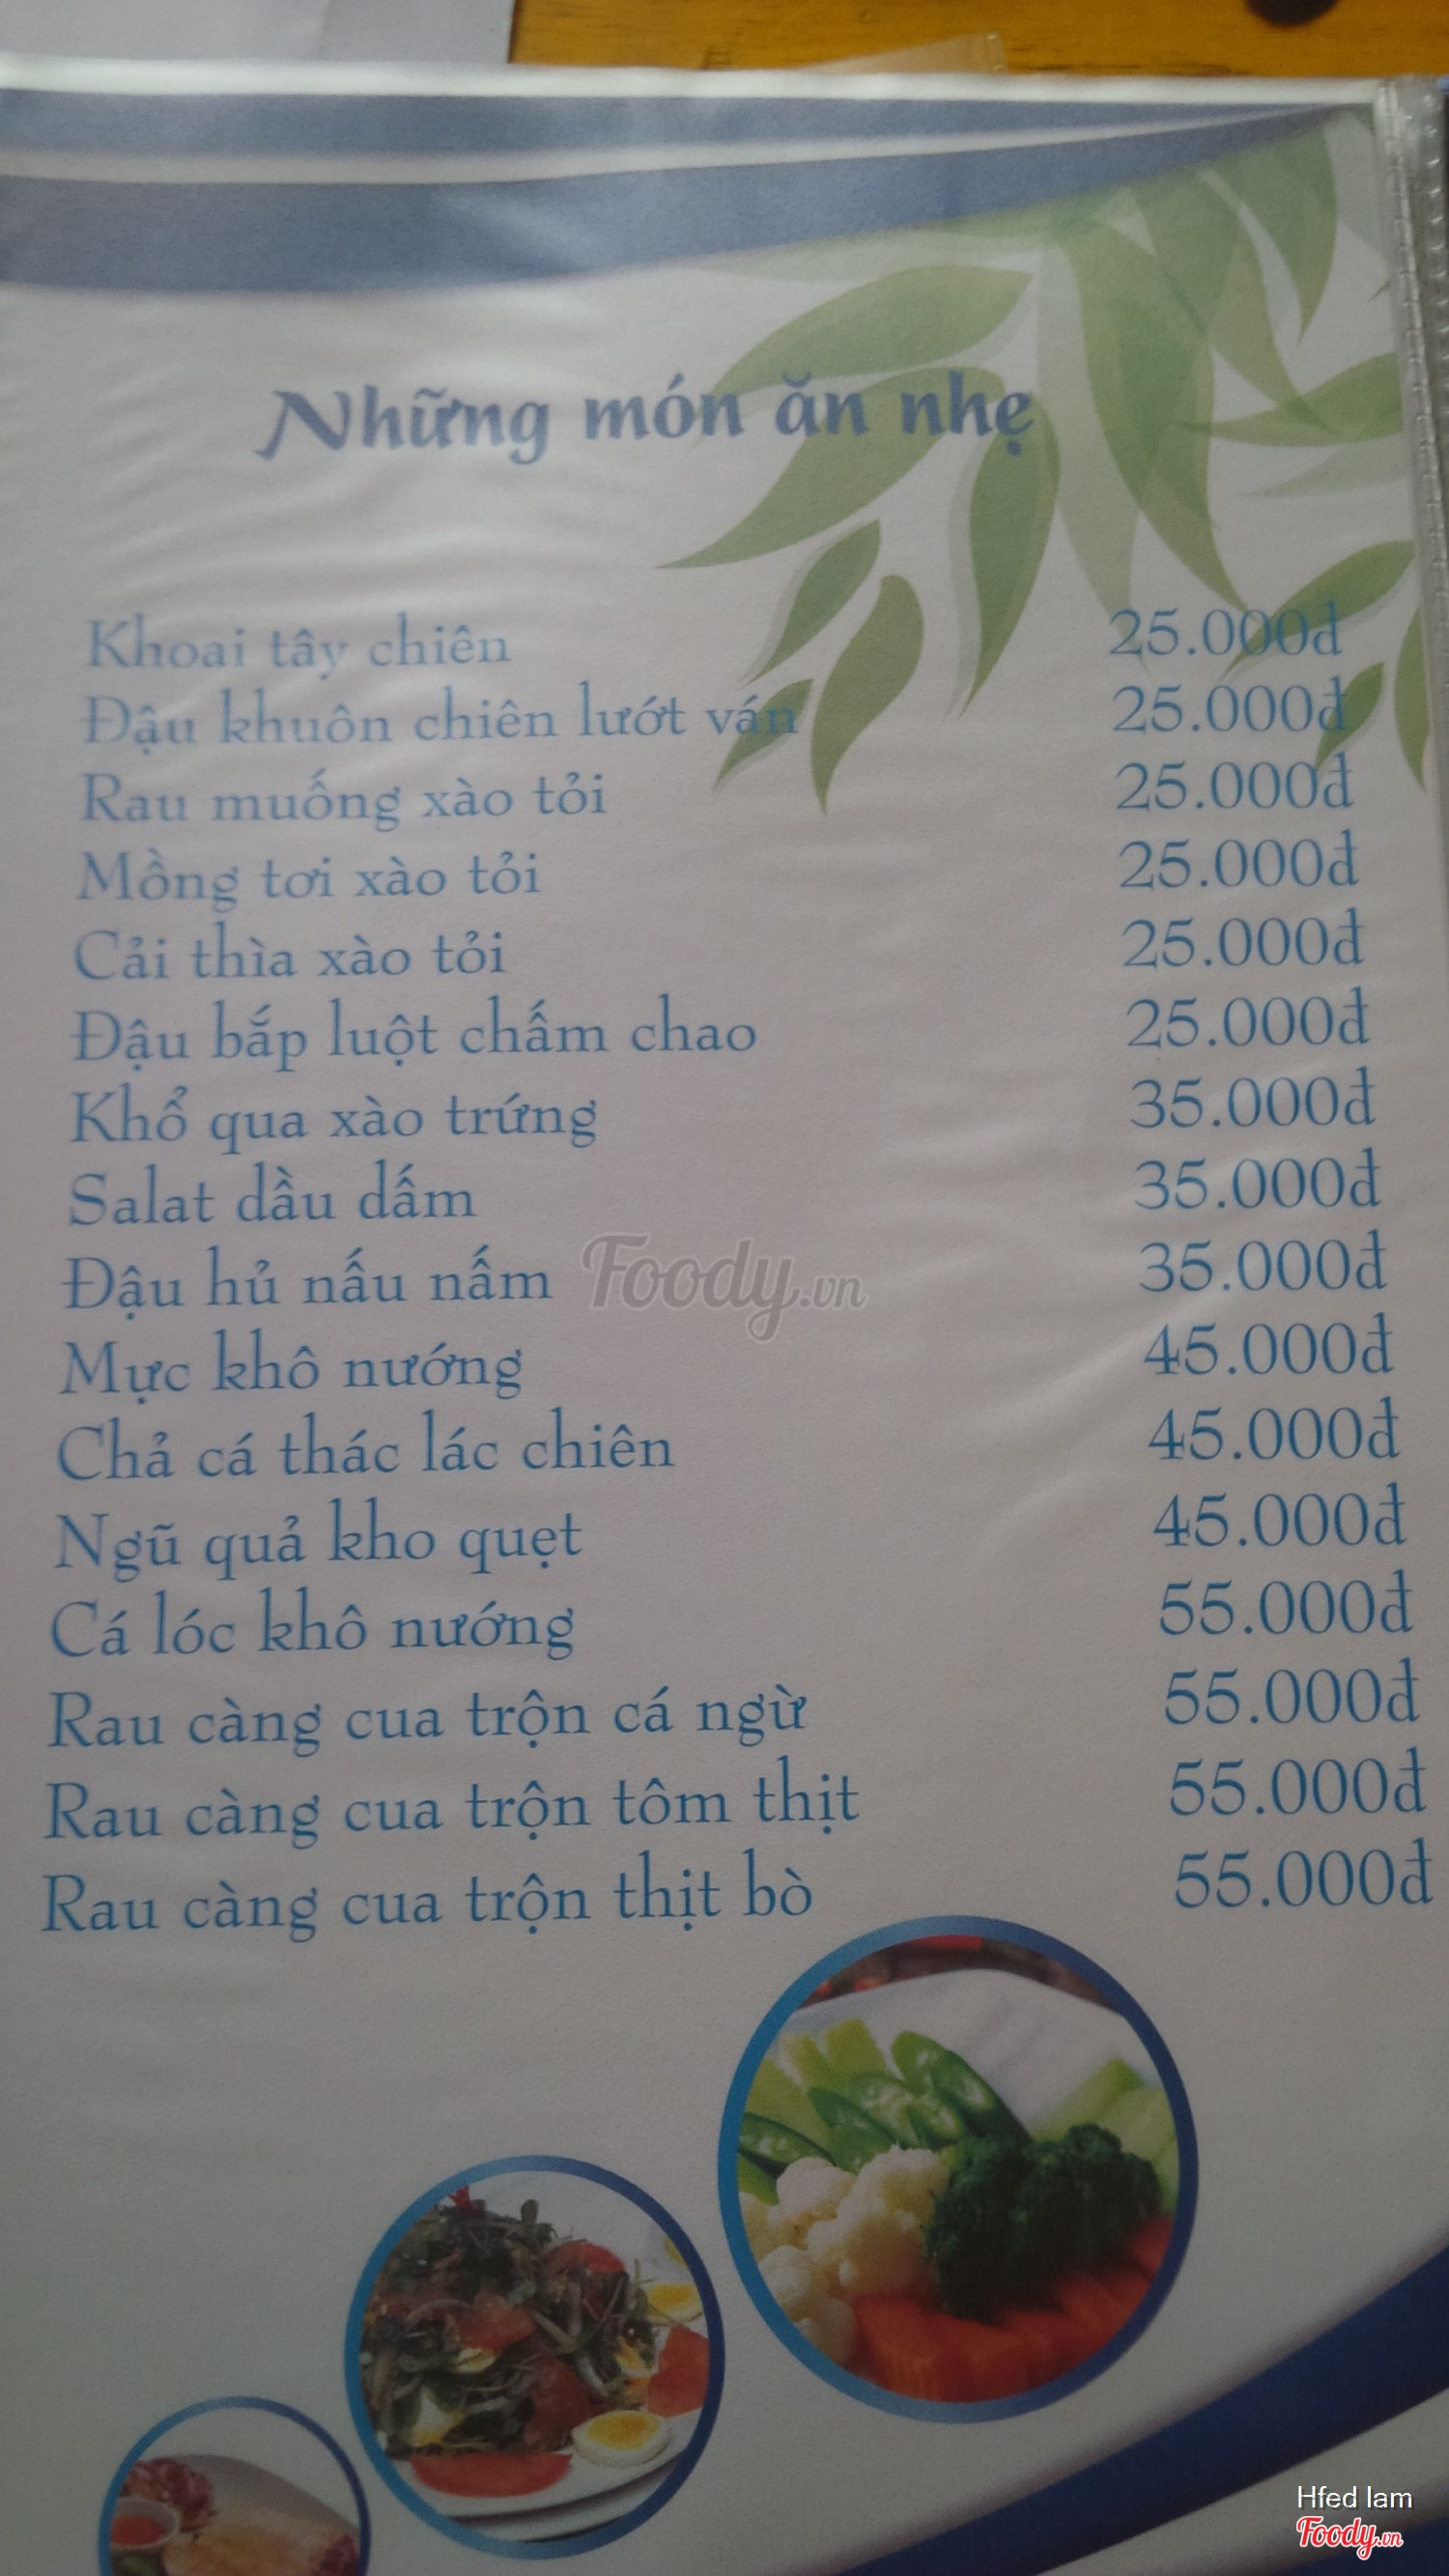 Những món ăn nhẹ
Khoai tây chiên 25.000đ
Đậu khuôn chiên lướt ván 25.000đ
Rau muống xào tỏi 25.000đ
Mồng tơi xào tỏi 25.000đ
Cải thìa xào tỏi 25.000đ
Đậu bắp luột chấm chao 25.000đ
Khổ qua xào trứng 35.000đ
Salat dầu dấm 35.000đ
Đậu hủ nấu nấm 35.000đ
Foody.vn
Mực khô nướng 45.000đ
Chả cá thác lác chiên 45.000đ
Ngũ quả kho quẹt 45.000đ
Cá lóc khô nướng 55.000đ
Rau càng cua trộn cá ngừ 55.000đ
Rau càng cua trộn tôm thịt 55.000đ
Rau càng cua trộn thịt bò 55.000đ
Hfed lam
Foody.vn